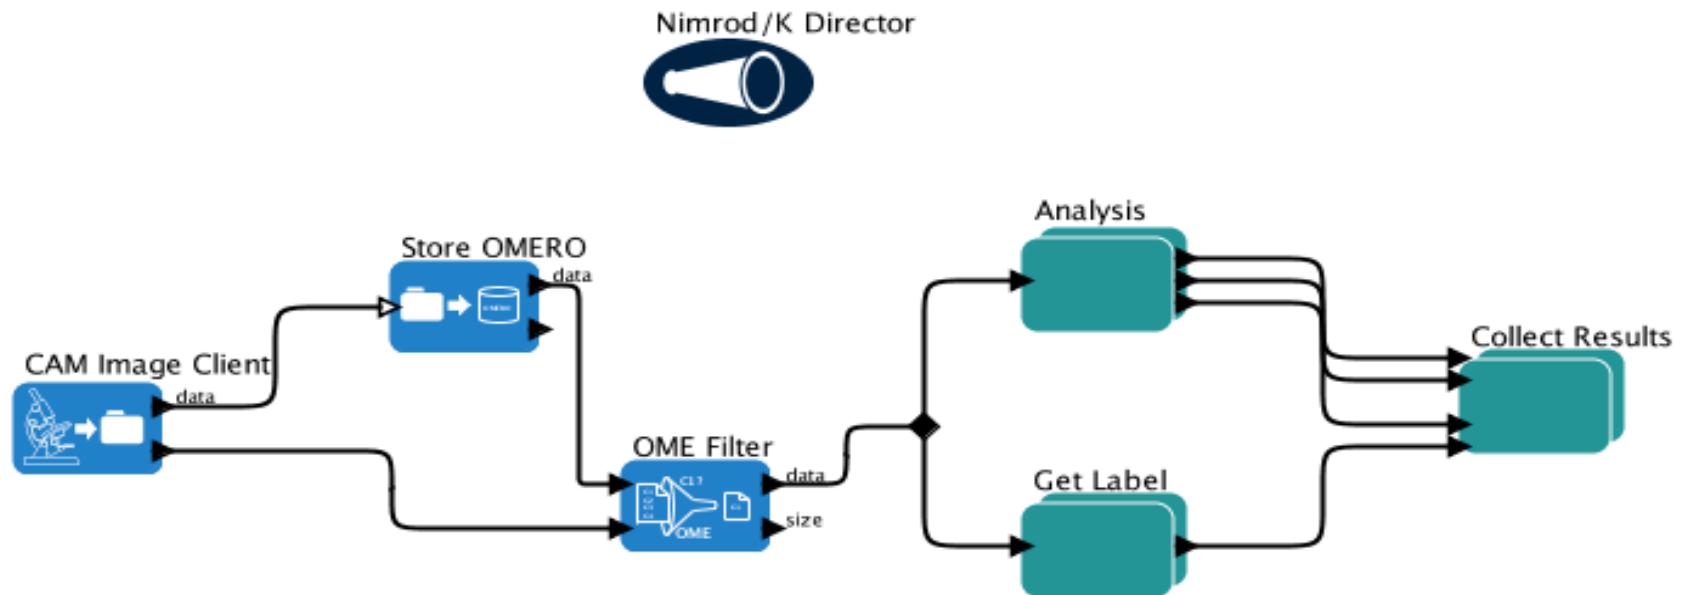 Nimrod/K Director
Analysis
Store OMERO
data
Collect Results
CAM Image Client
data
OME Filter
data
C1?
OME
size
Get Label